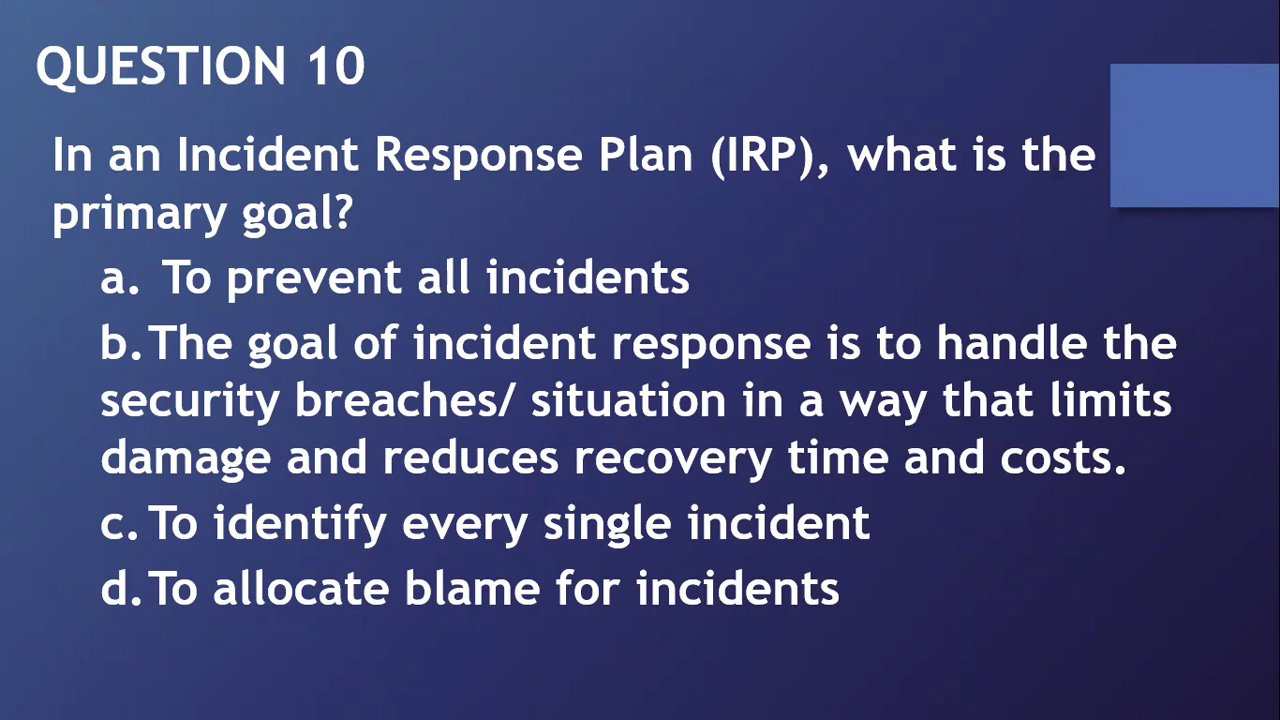 QUESTION 10
In an Incident Response Plan (IRP), what is the
primary goal?
a. To prevent all incidents
b. The goal of incident response is to handle the
security breaches/ situation in a way that limits
damage and reduces recovery time and costs.
c. To identify every single incident
d. To allocate blame for incidents